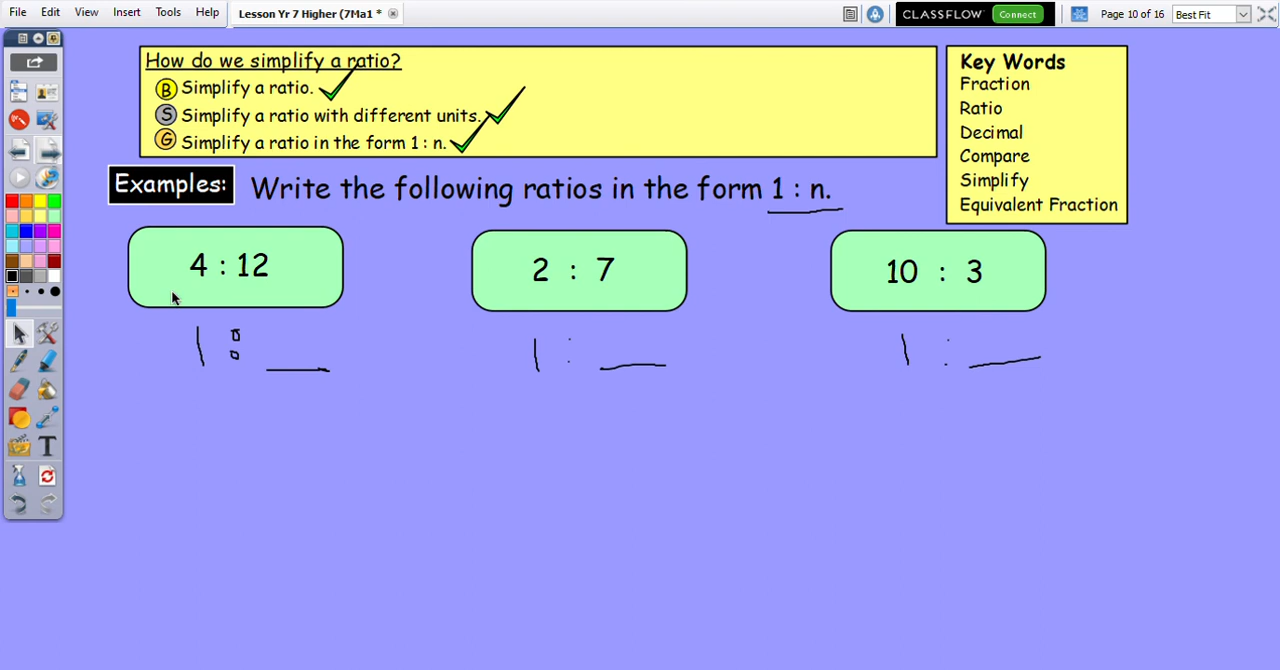 File Edit View Insert Tools Help Lesson Yr 7 Higher (7Ma1 * CLASSFLOW Connect Page 10 of 16 Best Fit
How do we simplify a ratio?
B Simplify a ratio.
S Simplify a ratio with different units.
G Simplify a ratio in the form 1 : n.
Key Words
Fraction
Ratio
Decimal
Compare
Simplify
Equivalent Fraction
Examples: Write the following ratios in the form 1 : n.
4 : 12
2 : 7
10 : 3
1 : __
1 : __
1 : __
T